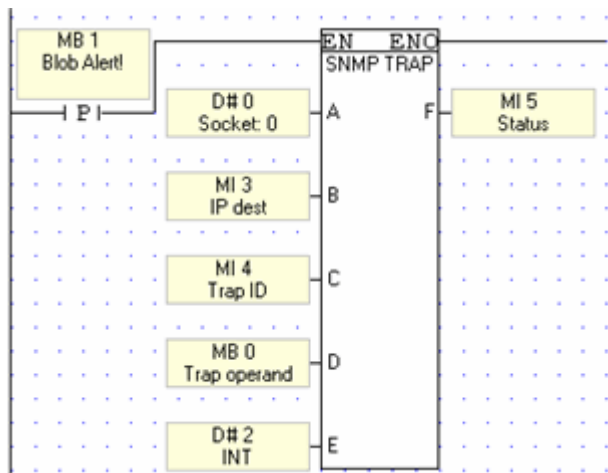 MB 1
Blob Alert!
P
EN ENO
SNMP TRAP
D# 0
Socket: 0
A
F
MI 5
Status
MI 3
IP dest
B
MI 4
Trap ID
C
MB 0
Trap operand
D
D# 2
INT
E